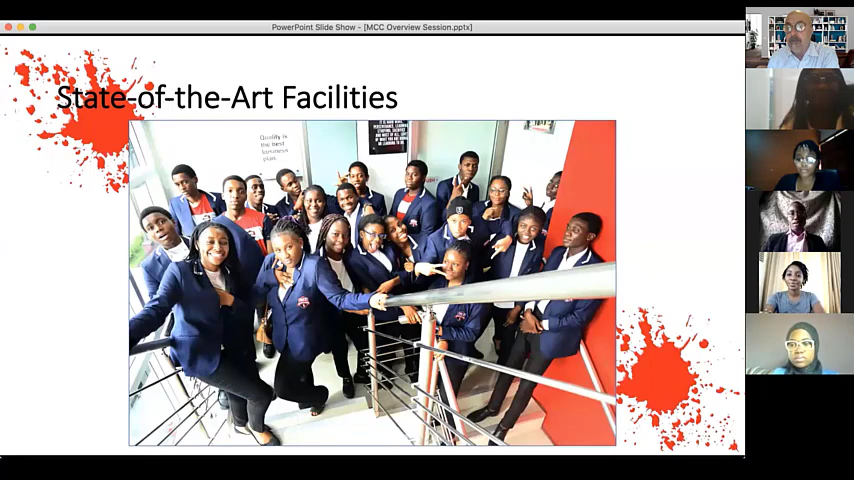 PowerPoint Slide Show - [MCC Overview Session.pptx]
State-of-the-Art Facilities
Quality is
the best
business
plan.